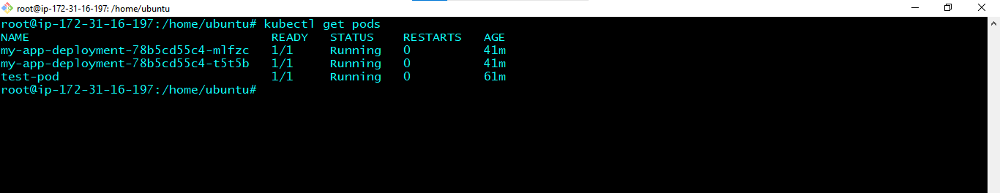 root@ip-172-31-16-197: /home/ubuntu
root@ip-172-31-16-197:/home/ubuntu# kubectl get pods
NAME READY STATUS RESTARTS AGE
my-app-deployment-78b5cd55c4-mlfzc 1/1 Running 0 41m
my-app-deployment-78b5cd55c4-t5t5b 1/1 Running 0 41m
test-pod 1/1 Running 0 61m
root@ip-172-31-16-197:/home/ubuntu#